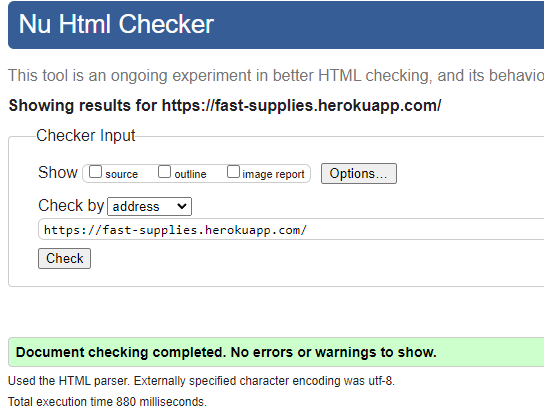 Nu Html Checker
This tool is an ongoing experiment in better HTML checking, and its behavio
Showing results for https://fast-supplies.herokuapp.com/
Checker Input
Show source outline image report Options...
Check by address
https://fast-supplies.herokuapp.com/
Check
Document checking completed. No errors or warnings to show.
Used the HTML parser. Externally specified character encoding was utf-8.
Total execution time 880 milliseconds.